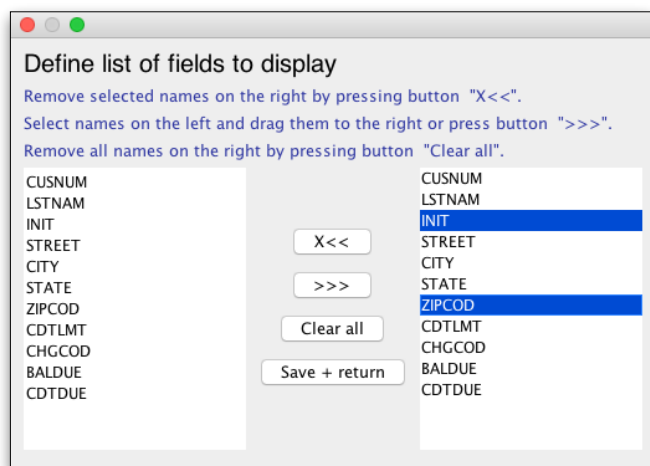 Define list of fields to display
Remove selected names on the right by pressing button "X<<".
Select names on the left and drag them to the right or press button ">>>".
Remove all names on the right by pressing button "Clear all".
CUSNUM
LSTNAM
INIT
STREET
CITY
STATE
ZIPCOD
CDTLMT
CHGCOD
BALDUE
CDTDUE
X<<
>>>
Clear all
Save + return
CUSNUM
LSTNAM
INIT
STREET
CITY
STATE
ZIPCOD
CDTLMT
CHGCOD
BALDUE
CDTDUE